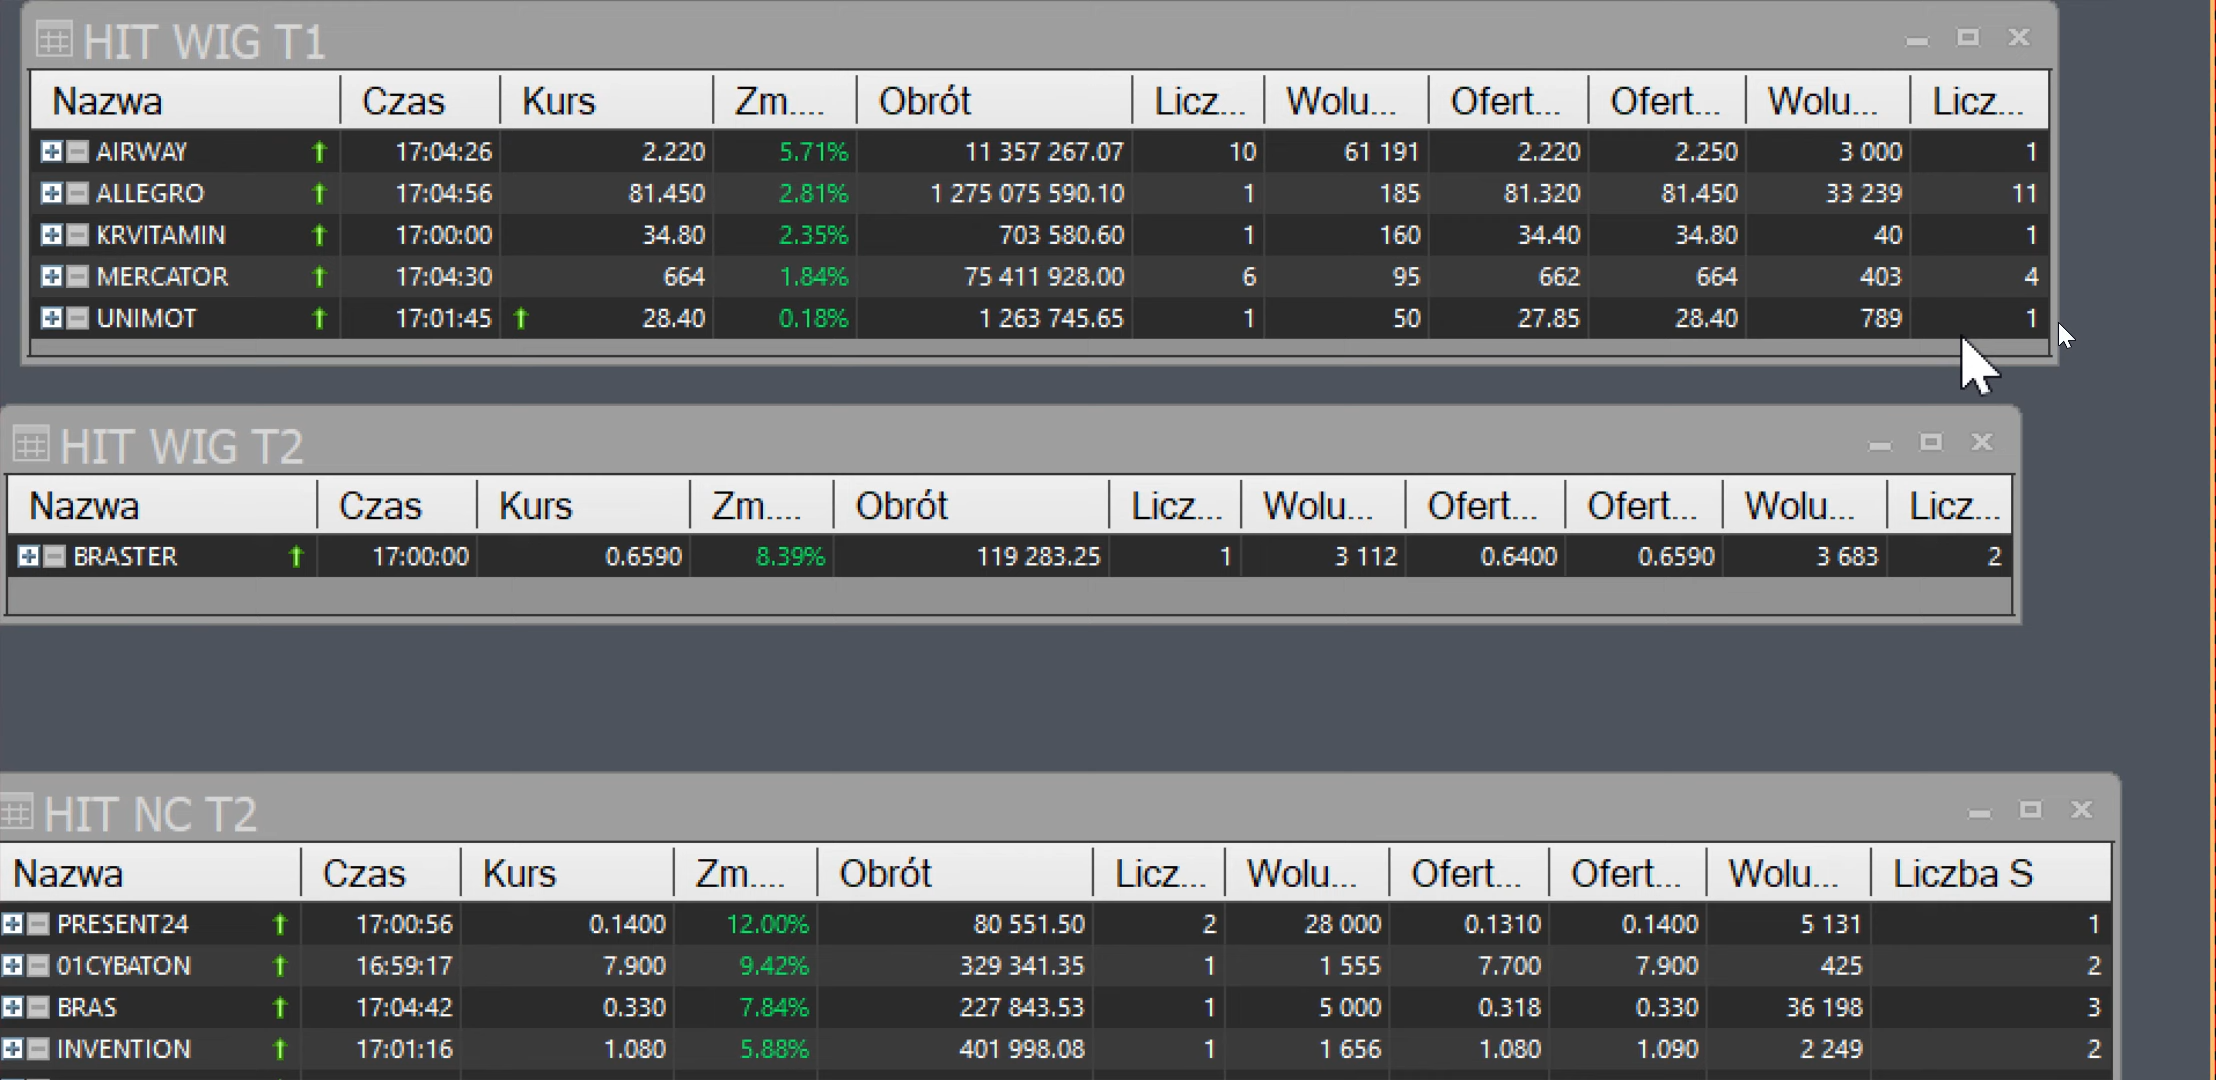 HIT WIG T1
Nazwa Czas Kurs Zm.... Obrót Licz... Wolu... Ofert... Ofert... Wolu... Licz...
AIRWAY 17:04:26 2.220 5.71% 11 357 267.07 10 61 191 2.220 2.250 3 000 1
ALLEGRO 17:04:56 81.450 2.81% 1 275 075 590.10 1 185 81.320 81.450 33 239 11
KRVITAMIN 17:00:00 34.80 2.35% 703 580.60 1 160 34.40 34.80 40 1
MERCATOR 17:04:30 664 1.84% 75 411 928.00 6 95 662 664 403 4
UNIMOT 17:01:45 28.40 0.18% 1 263 745.65 1 50 27.85 28.40 789 1
HIT WIG T2
Nazwa Czas Kurs Zm.... Obrót Licz... Wolu... Ofert... Ofert... Wolu... Licz...
BRASTER 17:00:00 0.6590 8.39% 119 283.25 1 3 112 0.6400 0.6590 3 683 2
HIT NC T2
Nazwa Czas Kurs Zm.... Obrót Licz... Wolu... Ofert... Ofert... Wolu... Liczba S
PRESENT24 17:00:56 0.1400 12.00% 80 551.50 2 28 000 0.1310 0.1400 5 131 1
01CYBATON 16:59:17 7.900 9.42% 329 341.35 1 1 555 7.700 7.900 425 2
BRAS 17:04:42 0.330 7.84% 227 843.53 1 5 000 0.318 0.330 36 198 3
INVENTION 17:01:16 1.080 5.88% 401 998.08 1 1 656 1.080 1.090 2 249 2